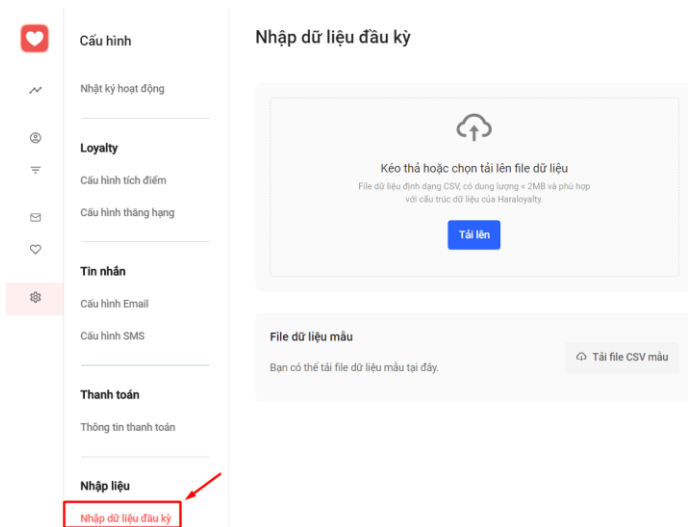 Cấu hình
Nhật ký hoạt động
Loyalty
Cấu hình tích điểm
Cấu hình thăng hạng
Tin nhắn
Cấu hình Email
Cấu hình SMS
Thanh toán
Thông tin thanh toán
Nhập liệu
Nhập dữ liệu đầu kỳ
Nhập dữ liệu đầu kỳ
Kéo thả hoặc chọn tải lên file dữ liệu
File dữ liệu định dạng CSV, có dung lượng < 2MB và phù hợp
với cấu trúc dữ liệu của Haraloyalty.
Tải lên
File dữ liệu mẫu
Bạn có thể tải file dữ liệu mẫu tại đây.
Tải file CSV mẫu